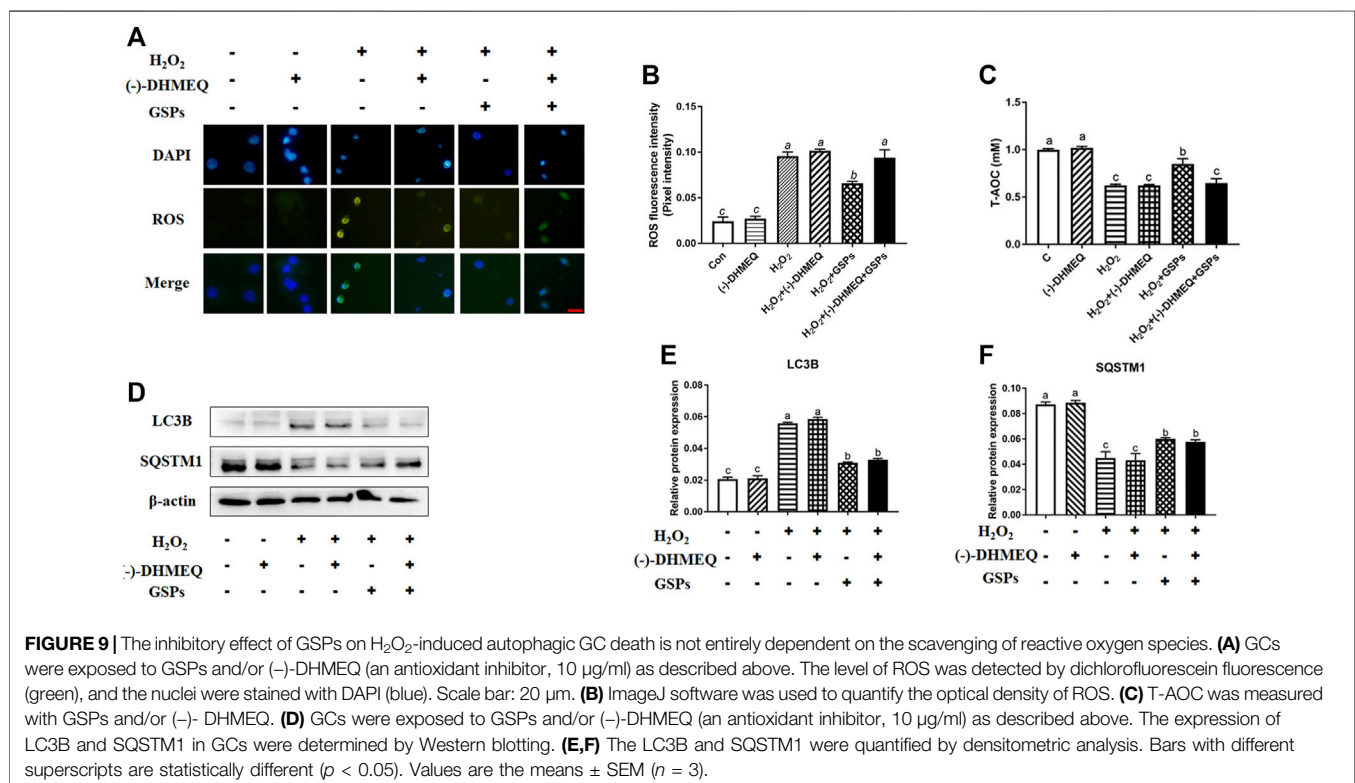 A
H₂O₂ - - + + + +
(-)-DHMEQ - + - + - +
GSPs - - - - + +
DAPI
ROS
Merge
B
ROS fluorescence intensity
(Pixel intensity)
0.15
0.10
0.05
0.00
c c a a b a
Con
(-)-DHMEQ
H₂O₂
H₂O₂+(-)-DHMEQ
H₂O₂+GSPs
H₂O₂+(-)-DHMEQ+GSPs
C
T-AOC (mM)
1.5
1.0
0.5
0.0
a a c c b c
C
(-)-DHMEQ
H₂O₂
H₂O₂+(-)-DHMEQ
H₂O₂+GSPs
H₂O₂+(-)-DHMEQ+GSPs
D
LC3B
SQSTM1
β-actin
H₂O₂ - - + + + +
(-)-DHMEQ - + - + - +
GSPs - - - - + +
E
LC3B
Relative protein expression
0.08
0.06
0.04
0.02
0.00
c c a a b b
H₂O₂ - - + + + +
(-)-DHMEQ - + - + - +
GSPs - - - - + +
F
SQSTM1
Relative protein expression
0.10
0.08
0.06
0.04
0.02
0.00
a a c c b b
H₂O₂ - - + + + +
(-)-DHMEQ - + - + - +
GSPs - - - - + +
FIGURE 9 | The inhibitory effect of GSPs on H₂O₂-induced autophagic GC death is not entirely dependent on the scavenging of reactive oxygen species. (A) GCs
were exposed to GSPs and/or (–)-DHMEQ (an antioxidant inhibitor, 10 μg/ml) as described above. The level of ROS was detected by dichlorofluorescein fluorescence
(green), and the nuclei were stained with DAPI (blue). Scale bar: 20 μm. (B) ImageJ software was used to quantify the optical density of ROS. (C) T-AOC was measured
with GSPs and/or (–)- DHMEQ. (D) GCs were exposed to GSPs and/or (–)-DHMEQ (an antioxidant inhibitor, 10 μg/ml) as described above. The expression of
LC3B and SQSTM1 in GCs were determined by Western blotting. (E,F) The LC3B and SQSTM1 were quantified by densitometric analysis. Bars with different
superscripts are statistically different (p < 0.05). Values are the means ± SEM (n = 3).